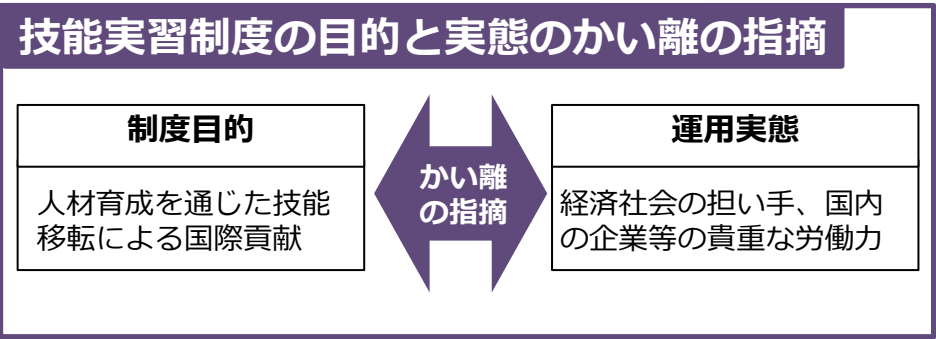 技能実習制度の目的と実態のかい離の指摘
制度目的
人材育成を通じた技能
移転による国際貢献
かい離
の指摘
運用実態
経済社会の担い手、国内
の企業等の貴重な労働力